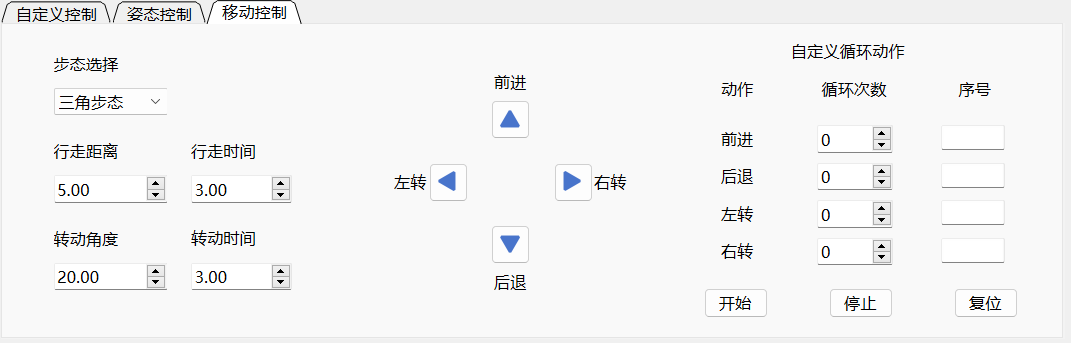 自定义控制 姿态控制 移动控制
步态选择
三角步态
行走距离 行走时间
5.00 3.00
转动角度 转动时间
20.00 3.00
前进
左转 右转
后退
自定义循环动作
动作 循环次数 序号
前进 0
后退 0
左转 0
右转 0
开始 停止 复位